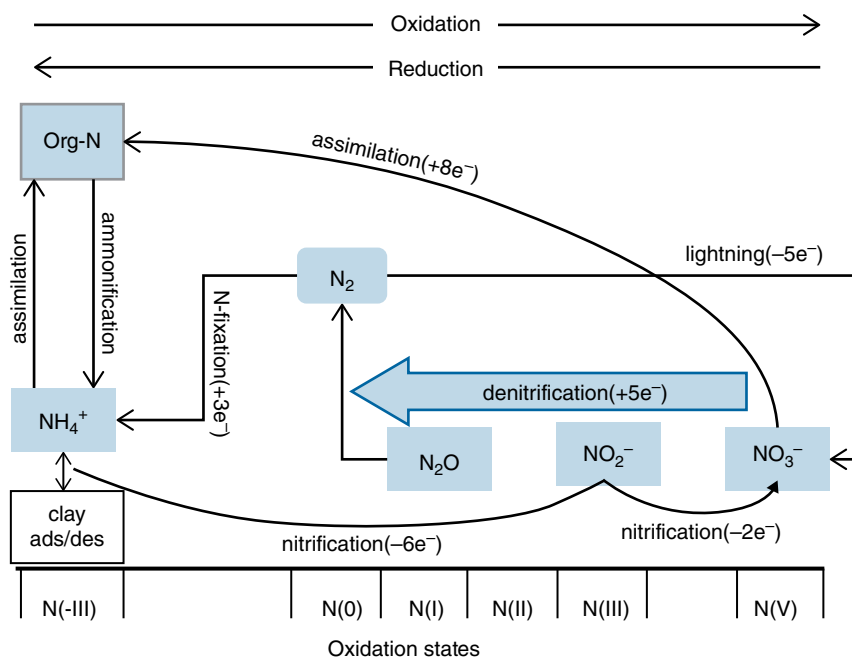 Oxidation
Reduction
Org-N
assimilation(+8e⁻)
assimilation
ammonification
N₂
lightning(–5e⁻)
N-fixation(+3e⁻)
denitrification(+5e⁻)
NH₄⁺
N₂O
NO₂⁻
NO₃⁻
clay
ads/des
nitrification(–6e⁻)
nitrification(–2e⁻)
N(-III)
N(0)
N(I)
N(II)
N(III)
N(V)
Oxidation states